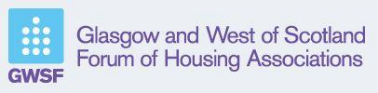 Glasgow and West of Scotland
Forum of Housing Associations
GWSF